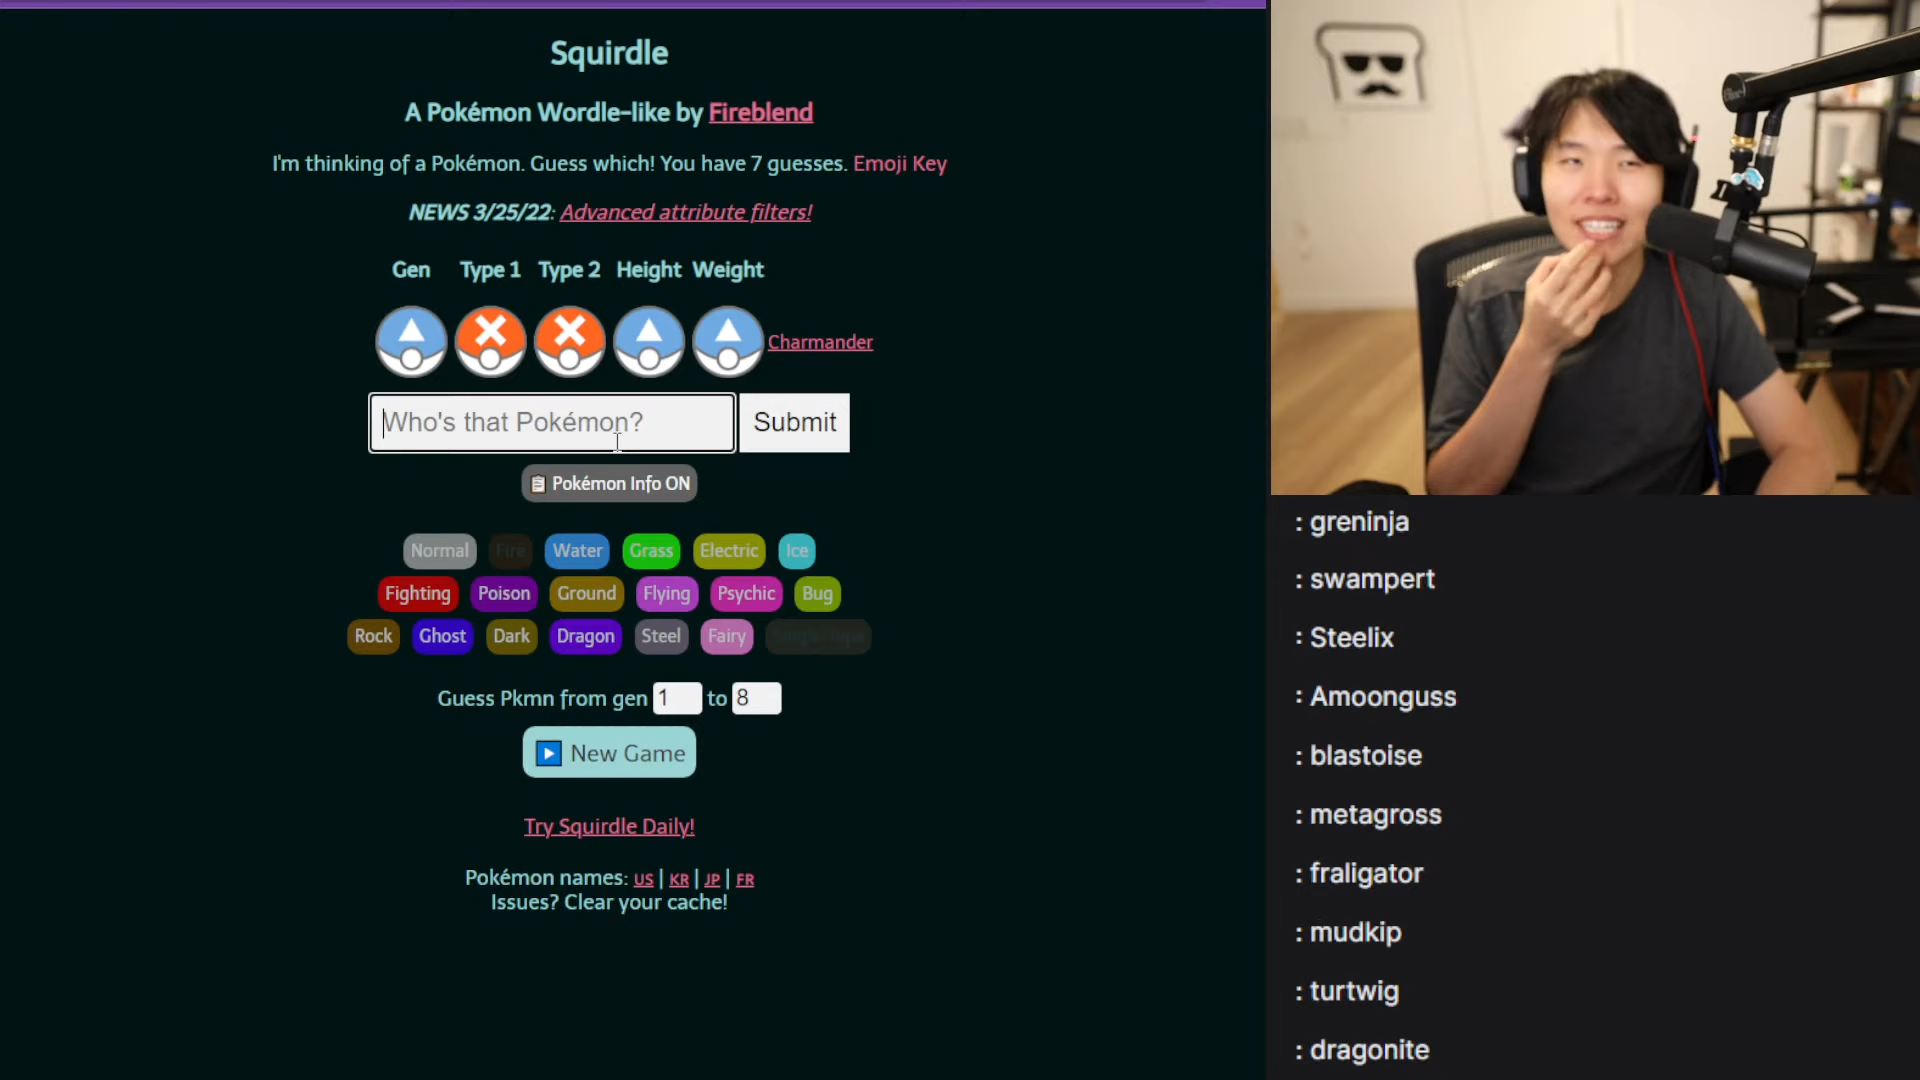 Squirdle
A Pokémon Wordle-like by Fireblend
I'm thinking of a Pokémon. Guess which! You have 7 guesses. Emoji Key
NEWS 3/25/22: Advanced attribute filters!
Gen Type 1 Type 2 Height Weight
Charmander
Who's that Pokémon? Submit
Pokémon Info ON
Normal Fire Water Grass Electric Ice
Fighting Poison Ground Flying Psychic Bug
Rock Ghost Dark Dragon Steel Fairy
Guess Pkmn from gen 1 to 8
New Game
Try Squirdle Daily!
Pokémon names: US | KR | JP | FR
Issues? Clear your cache!
: greninja
: swampert
: Steelix
: Amoonguss
: blastoise
: metagross
: fraligator
: mudkip
: turtwig
: dragonite